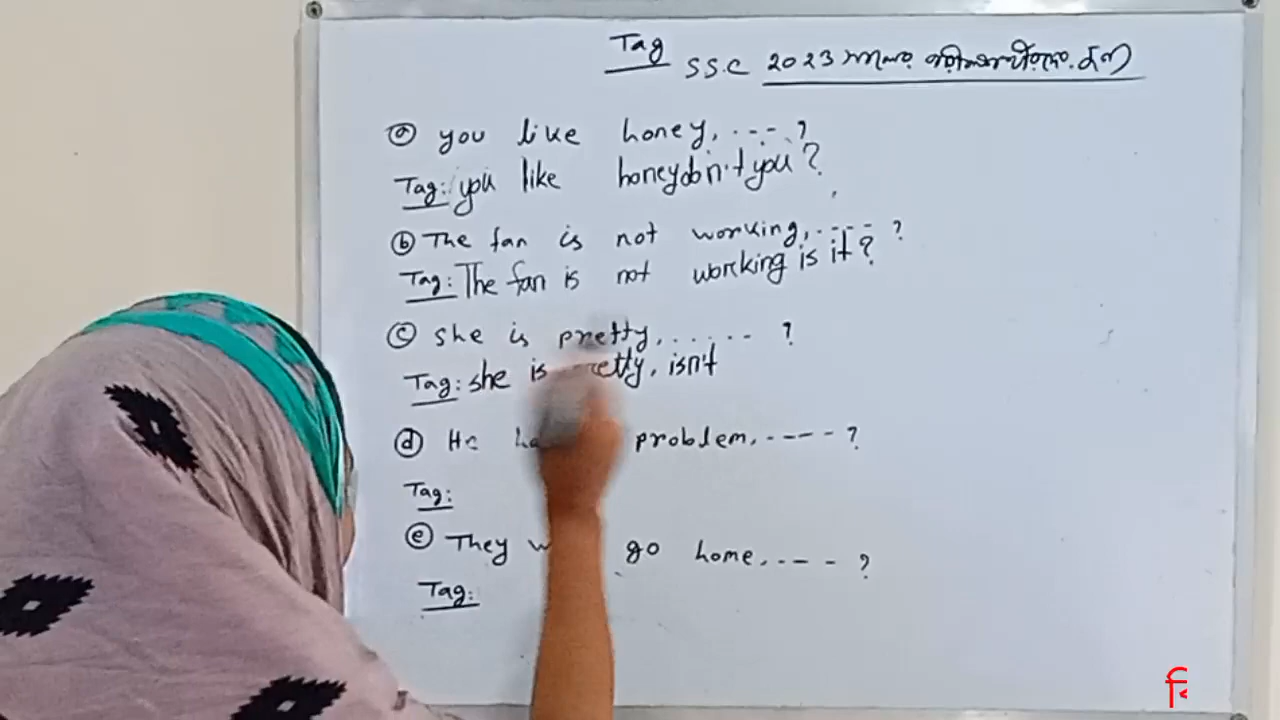 Tag
S.S.C 2023 সালের পরীক্ষার্থীদের জন্য
ⓐ you like honey, .---?
Tag: you like honey don't you?
ⓑ The fan is not working, .---?
Tag: The fan is not working is it?
ⓒ she is pretty, ......?
Tag: she is pretty, isn't
ⓓ He problem, .----?
Tag:
ⓔ They go home, .---?
Tag: